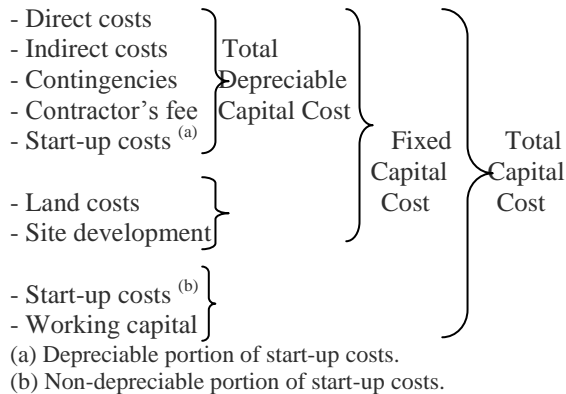 - Direct costs
- Indirect costs
- Contingencies
- Contractor's fee
- Start-up costs (a)
Total
Depreciable
Capital Cost
- Land costs
- Site development
Fixed
Capital
Cost
- Start-up costs (b)
- Working capital
Total
Capital
Cost
(a) Depreciable portion of start-up costs.
(b) Non-depreciable portion of start-up costs.